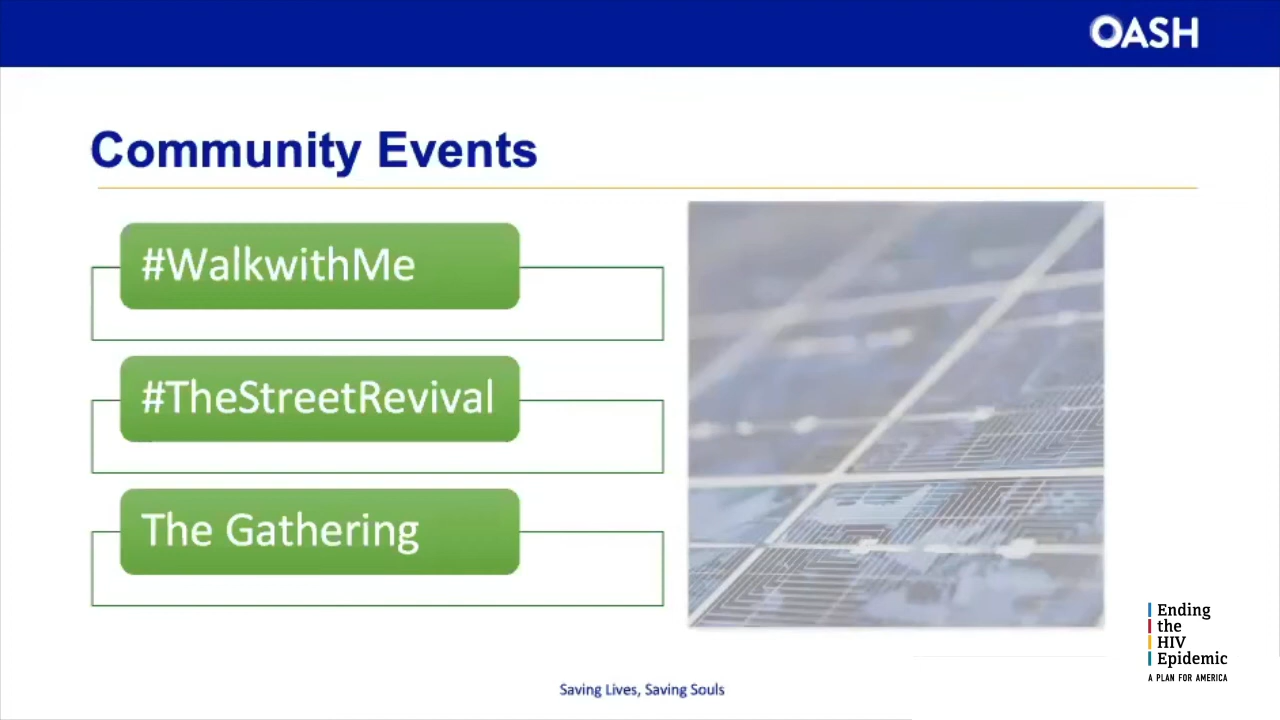 OASH
Community Events
#WalkwithMe
#TheStreetRevival
The Gathering
Ending
the
HIV
Epidemic
A PLAN FOR AMERICA
Saving Lives, Saving Souls